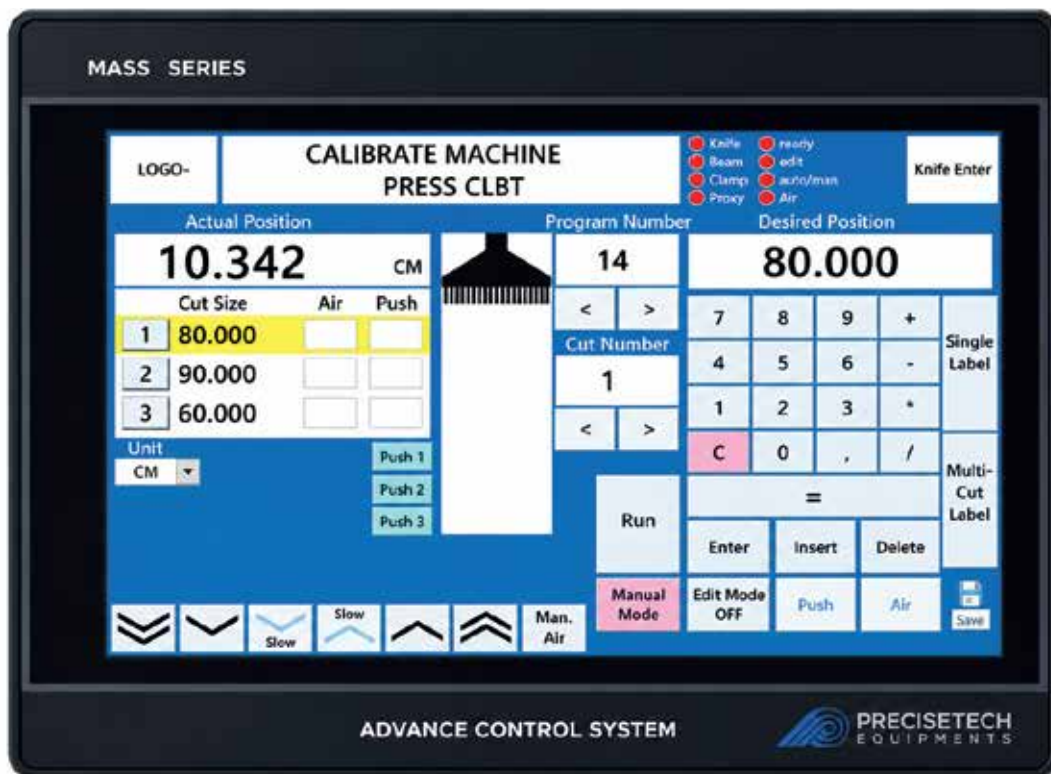 MASS SERIES
LOGO-
CALIBRATE MACHINE
PRESS CLBT
Knife
Beam
Clamp
Proxy
ready
edit
auto/man
Air
Knife Enter
Actual Position
10.342 CM
Program Number
14
< >
Desired Position
80.000
Cut Size Air Push
1 80.000
2 90.000
3 60.000
Unit
CM
Push 1
Push 2
Push 3
Cut Number
1
< >
7 8 9 +
4 5 6 -
1 2 3 *
C 0 , /
=
Single
Label
Multi-
Cut
Label
Run
Enter Insert Delete
Manual
Mode
Edit Mode
OFF
Push
Air
Save
Slow
Slow
Man.
Air
ADVANCE CONTROL SYSTEM
PRECISETECH
EQUIPMENTS